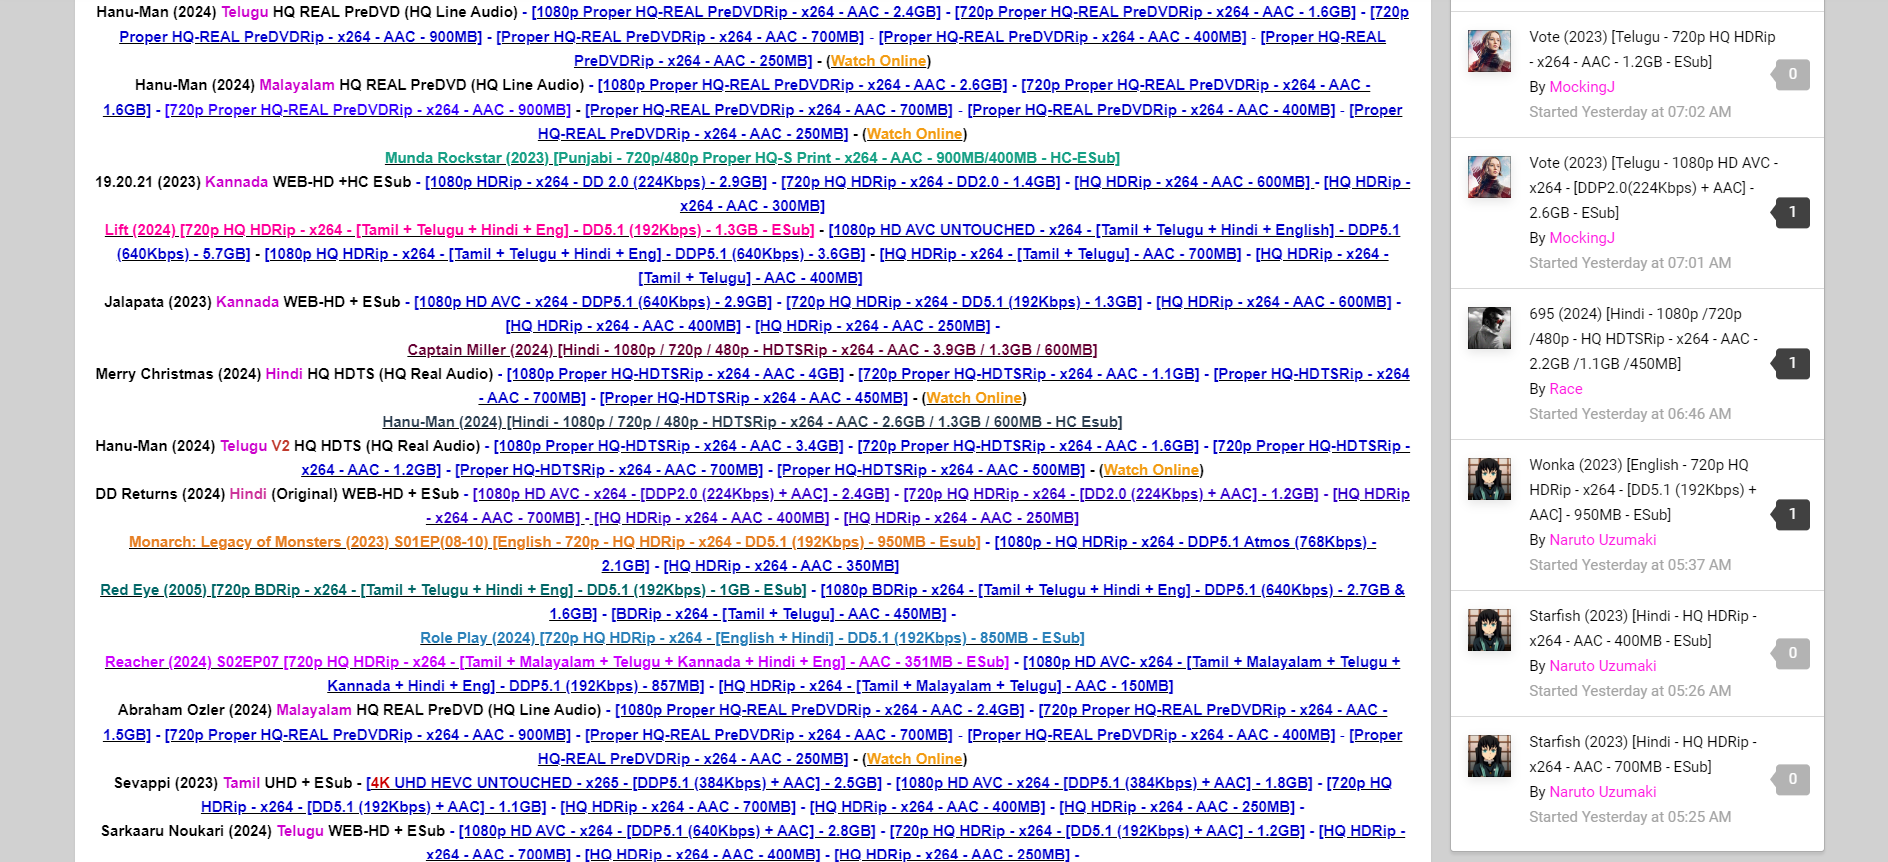 Hanu-Man (2024) Telugu HQ REAL PreDVD (HQ Line Audio) - [1080p Proper HQ-REAL PreDVDRip - x264 - AAC - 2.4GB] - [720p Proper HQ-REAL PreDVDRip - x264 - AAC - 1.6GB] - [720p
Proper HQ-REAL PreDVDRip - x264 - AAC - 900MB] - [Proper HQ-REAL PreDVDRip - x264 - AAC - 700MB] - [Proper HQ-REAL PreDVDRip - x264 - AAC - 400MB] - [Proper HQ-REAL
PreDVDRip - x264 - AAC - 250MB] - (Watch Online)
Hanu-Man (2024) Malayalam HQ REAL PreDVD (HQ Line Audio) - [1080p Proper HQ-REAL PreDVDRip - x264 - AAC - 2.6GB] - [720p Proper HQ-REAL PreDVDRip - x264 - AAC -
1.6GB] - [720p Proper HQ-REAL PreDVDRip - x264 - AAC - 900MB] - [Proper HQ-REAL PreDVDRip - x264 - AAC - 700MB] - [Proper HQ-REAL PreDVDRip - x264 - AAC - 400MB] - [Proper
HQ-REAL PreDVDRip - x264 - AAC - 250MB] - (Watch Online)
Munda Rockstar (2023) [Punjabi - 720p/480p Proper HQ-S Print - x264 - AAC - 900MB/400MB - HC-ESub]
19.20.21 (2023) Kannada WEB-HD +HC ESub - [1080p HDRip - x264 - DD 2.0 (224Kbps) - 2.9GB] - [720p HQ HDRip - x264 - DD2.0 - 1.4GB] - [HQ HDRip - x264 - AAC - 600MB] - [HQ HDRip -
x264 - AAC - 300MB]
Lift (2024) [720p HQ HDRip - x264 - [Tamil + Telugu + Hindi + Eng] - DD5.1 (192Kbps) - 1.3GB - ESub] - [1080p HD AVC UNTOUCHED - x264 - [Tamil + Telugu + Hindi + English] - DDP5.1
(640Kbps) - 5.7GB] - [1080p HQ HDRip - x264 - [Tamil + Telugu + Hindi + Eng] - DDP5.1 (640Kbps) - 3.6GB] - [HQ HDRip - x264 - [Tamil + Telugu] - AAC - 700MB] - [HQ HDRip - x264 -
[Tamil + Telugu] - AAC - 400MB]
Jalapata (2023) Kannada WEB-HD + ESub - [1080p HD AVC - x264 - DDP5.1 (640Kbps) - 2.9GB] - [720p HQ HDRip - x264 - DD5.1 (192Kbps) - 1.3GB] - [HQ HDRip - x264 - AAC - 600MB] -
[HQ HDRip - x264 - AAC - 400MB] - [HQ HDRip - x264 - AAC - 250MB] -
Captain Miller (2024) [Hindi - 1080p / 720p / 480p - HDTSRip - x264 - AAC - 3.9GB / 1.3GB / 600MB]
Merry Christmas (2024) Hindi HQ HDTS (HQ Real Audio) - [1080p Proper HQ-HDTSRip - x264 - AAC - 4GB] - [720p Proper HQ-HDTSRip - x264 - AAC - 1.1GB] - [Proper HQ-HDTSRip - x264
- AAC - 700MB] - [Proper HQ-HDTSRip - x264 - AAC - 450MB] - (Watch Online)
Hanu-Man (2024) [Hindi - 1080p / 720p / 480p - HDTSRip - x264 - AAC - 2.6GB / 1.3GB / 600MB - HC Esub]
Hanu-Man (2024) Telugu V2 HQ HDTS (HQ Real Audio) - [1080p Proper HQ-HDTSRip - x264 - AAC - 3.4GB] - [720p Proper HQ-HDTSRip - x264 - AAC - 1.6GB] - [720p Proper HQ-HDTSRip -
x264 - AAC - 1.2GB] - [Proper HQ-HDTSRip - x264 - AAC - 700MB] - [Proper HQ-HDTSRip - x264 - AAC - 500MB] - (Watch Online)
DD Returns (2024) Hindi (Original) WEB-HD + ESub - [1080p HD AVC - x264 - [DDP2.0 (224Kbps) + AAC] - 2.4GB] - [720p HQ HDRip - x264 - [DD2.0 (224Kbps) + AAC] - 1.2GB] - [HQ HDRip
- x264 - AAC - 700MB] - [HQ HDRip - x264 - AAC - 400MB] - [HQ HDRip - x264 - AAC - 250MB]
Monarch: Legacy of Monsters (2023) S01EP(08-10) [English - 720p - HQ HDRip - x264 - DD5.1 (192Kbps) - 950MB - Esub] - [1080p - HQ HDRip - x264 - DDP5.1 Atmos (768Kbps) -
2.1GB] - [HQ HDRip - x264 - AAC - 350MB]
Red Eye (2005) [720p BDRip - x264 - [Tamil + Telugu + Hindi + Eng] - DD5.1 (192Kbps) - 1GB - ESub] - [1080p BDRip - x264 - [Tamil + Telugu + Hindi + Eng] - DDP5.1 (640Kbps) - 2.7GB &
1.6GB] - [BDRip - x264 - [Tamil + Telugu] - AAC - 450MB] -
Role Play (2024) [720p HQ HDRip - x264 - [English + Hindi] - DD5.1 (192Kbps) - 850MB - ESub]
Reacher (2024) S02EP07 [720p HQ HDRip - x264 - [Tamil + Malayalam + Telugu + Kannada + Hindi + Eng] - AAC - 351MB - ESub] - [1080p HD AVC- x264 - [Tamil + Malayalam + Telugu +
Kannada + Hindi + Eng] - DDP5.1 (192Kbps) - 857MB] - [HQ HDRip - x264 - [Tamil + Malayalam + Telugu] - AAC - 150MB]
Abraham Ozler (2024) Malayalam HQ REAL PreDVD (HQ Line Audio) - [1080p Proper HQ-REAL PreDVDRip - x264 - AAC - 2.4GB] - [720p Proper HQ-REAL PreDVDRip - x264 - AAC -
1.5GB] - [720p Proper HQ-REAL PreDVDRip - x264 - AAC - 900MB] - [Proper HQ-REAL PreDVDRip - x264 - AAC - 700MB] - [Proper HQ-REAL PreDVDRip - x264 - AAC - 400MB] - [Proper
HQ-REAL PreDVDRip - x264 - AAC - 250MB] - (Watch Online)
Sevappi (2023) Tamil UHD + ESub - [4K UHD HEVC UNTOUCHED - x265 - [DDP5.1 (384Kbps) + AAC] - 2.5GB] - [1080p HD AVC - x264 - [DDP5.1 (384Kbps) + AAC] - 1.8GB] - [720p HQ
HDRip - x264 - [DD5.1 (192Kbps) + AAC] - 1.1GB] - [HQ HDRip - x264 - AAC - 700MB] - [HQ HDRip - x264 - AAC - 400MB] - [HQ HDRip - x264 - AAC - 250MB] -
Sarkaaru Noukari (2024) Telugu WEB-HD + ESub - [1080p HD AVC - x264 - [DDP5.1 (640Kbps) + AAC] - 2.8GB] - [720p HQ HDRip - x264 - [DD5.1 (192Kbps) + AAC] - 1.2GB] - [HQ HDRip -
x264 - AAC - 700MB] - [HQ HDRip - x264 - AAC - 400MB] - [HQ HDRip - x264 - AAC - 250MB] -
Vote (2023) [Telugu - 720p HQ HDRip
- x264 - AAC - 1.2GB - ESub]
0
By MockingJ
Started Yesterday at 07:02 AM
Vote (2023) [Telugu - 1080p HD AVC -
x264 - [DDP2.0(224Kbps) + AAC] -
2.6GB - ESub]
1
By MockingJ
Started Yesterday at 07:01 AM
695 (2024) [Hindi - 1080p /720p
/480p - HQ HDTSRip - x264 - AAC -
2.2GB /1.1GB /450MB]
1
By Race
Started Yesterday at 06:46 AM
Wonka (2023) [English - 720p HQ
HDRip - x264 - [DD5.1 (192Kbps) +
AAC] - 950MB - ESub]
1
By Naruto Uzumaki
Started Yesterday at 05:37 AM
Starfish (2023) [Hindi - HQ HDRip -
x264 - AAC - 400MB - ESub]
0
By Naruto Uzumaki
Started Yesterday at 05:26 AM
Starfish (2023) [Hindi - HQ HDRip -
x264 - AAC - 700MB - ESub]
0
By Naruto Uzumaki
Started Yesterday at 05:25 AM